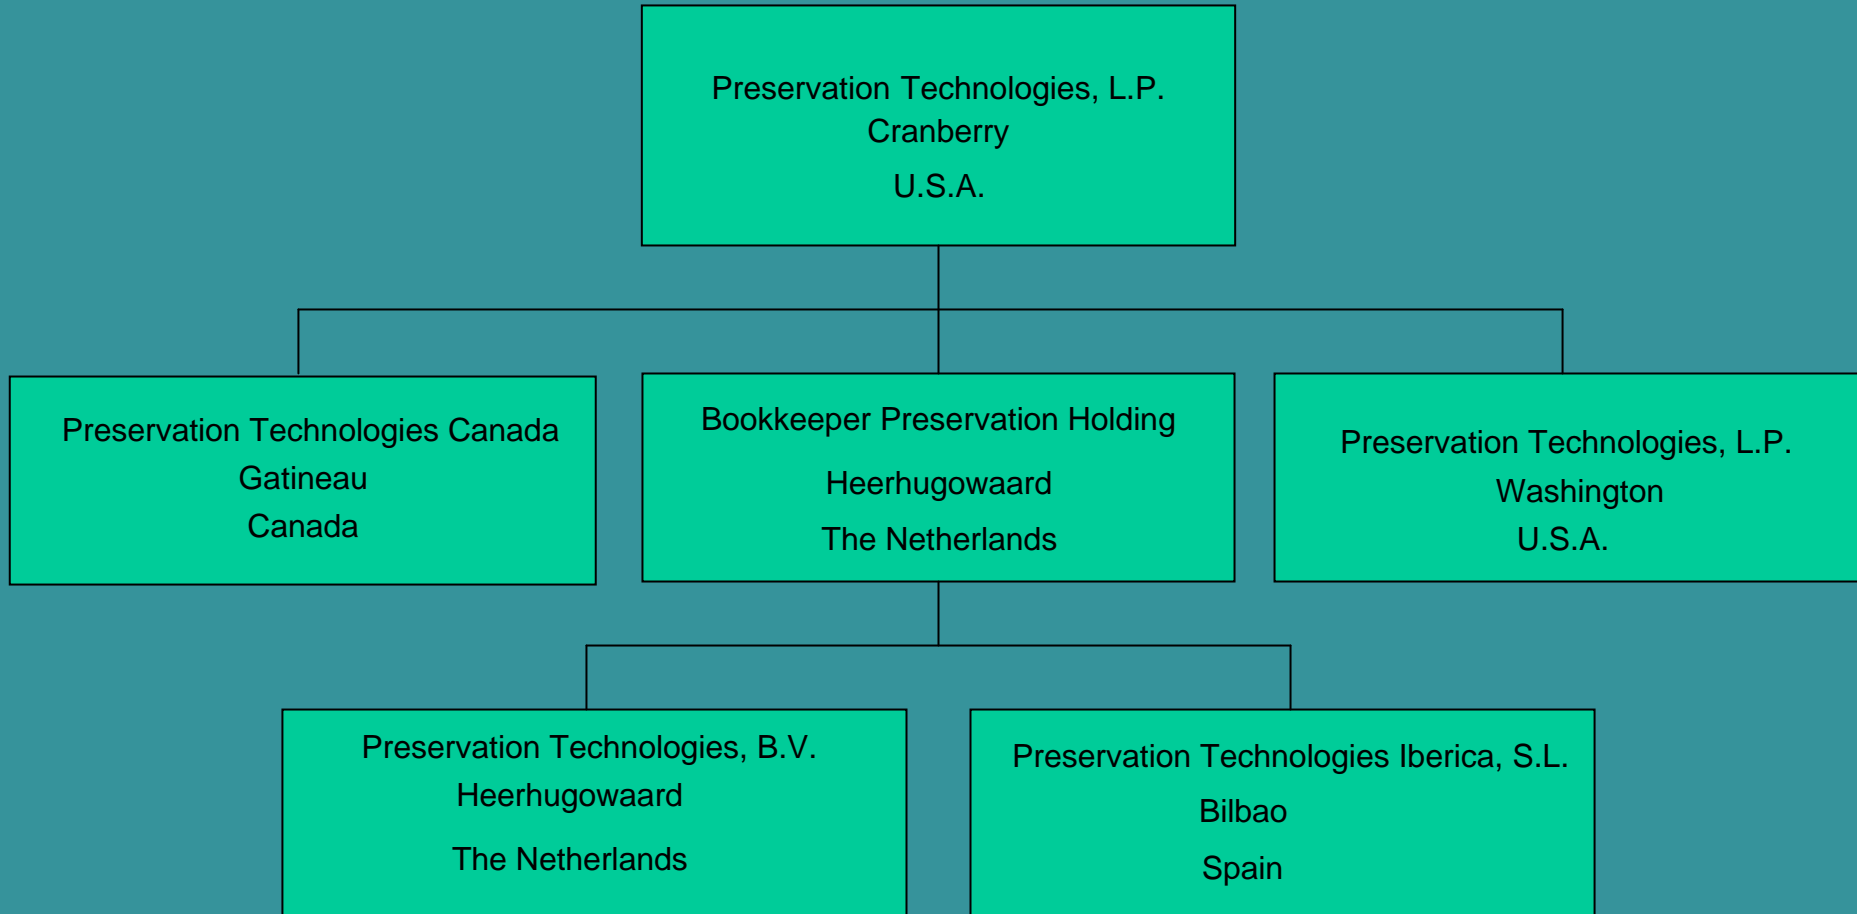 Preservation Technologies, L.P.
Cranberry
U.S.A.
Preservation Technologies Canada
Gatineau
Canada
Bookkeeper Preservation Holding
Heerhugowaard
The Netherlands
Preservation Technologies, L.P.
Washington
U.S.A.
Preservation Technologies, B.V.
Heerhugowaard
The Netherlands
Preservation Technologies Iberica, S.L.
Bilbao
Spain